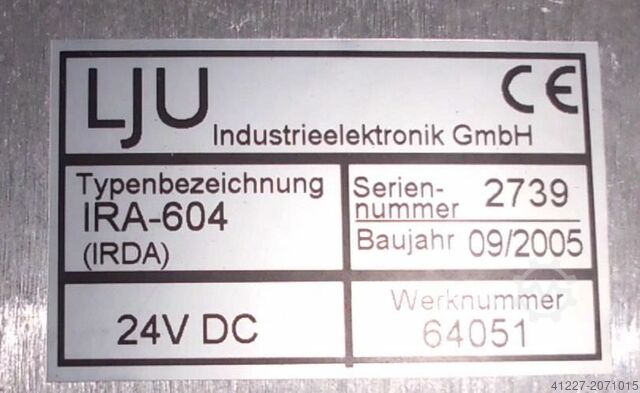 LJU
CE
Industrieelektronik GmbH
Typenbezeichnung
IRA-604
(IRDA)
Serien-
nummer 2739
Baujahr 09/2005
24V DC
Werknummer
64051
41227-2071015